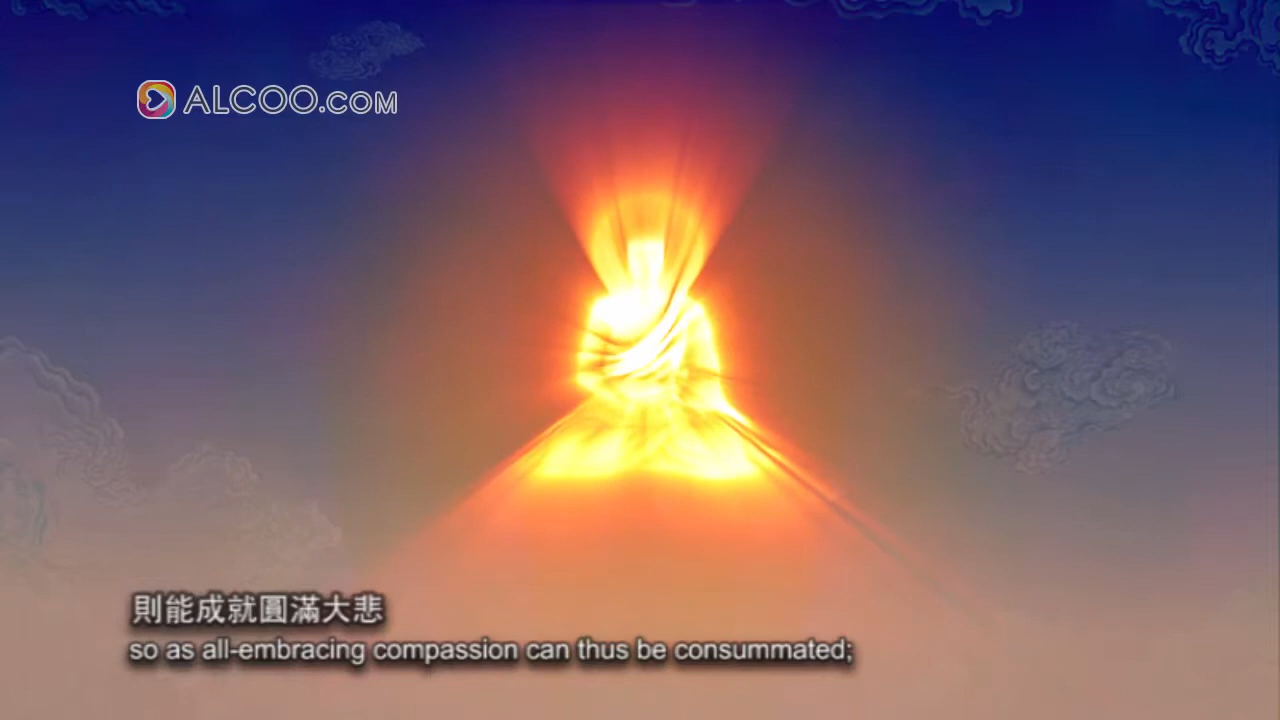 ALCOO.COM
則能成就圓滿大悲
so as all-embracing compassion can thus be consummated;